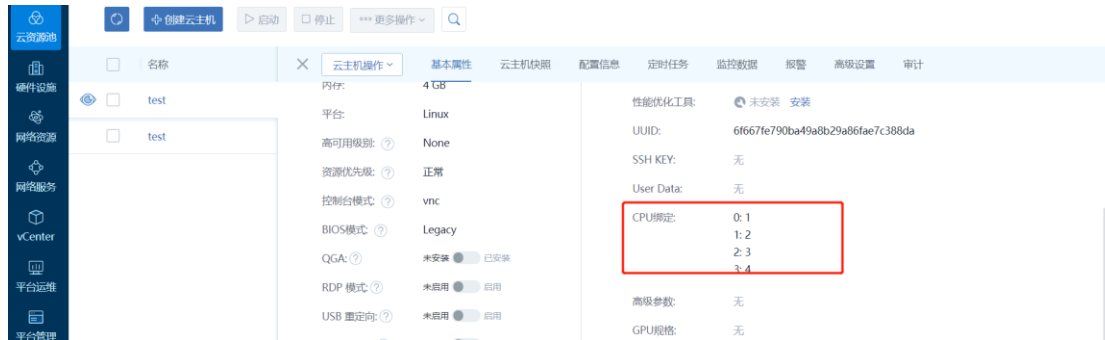 云资源池
硬件设施
网络资源
网络服务
vCenter
平台运维
平台管理
创建云主机
启动
停止
更多操作
名称
test
test
云主机操作
基本属性
云主机快照
配置信息
定时任务
监控数据
报警
高级设置
审计
内存: 4 GB
平台: Linux
高可用级别: None
资源优先级: 正常
控制台模式: vnc
BIOS模式: Legacy
QGA: 未安装 已安装
RDP 模式: 未启用 启用
USB 重定向: 未启用 启用
性能优化工具: 未安装 安装
UUID: 6f667fe790ba49a8b29a86fae7c388da
SSH KEY: 无
User Data: 无
CPU绑定: 0: 1
1: 2
2: 3
3: 4
高级参数: 无
GPU规格: 无